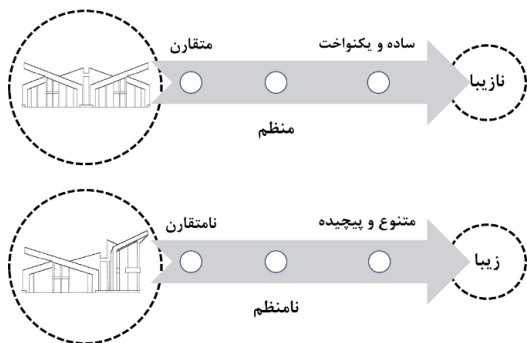 متقارن
ساده و یکنواخت
نازیبا
منظم
نامتقارن
متنوع و پیچیده
زیبا
نامنظم